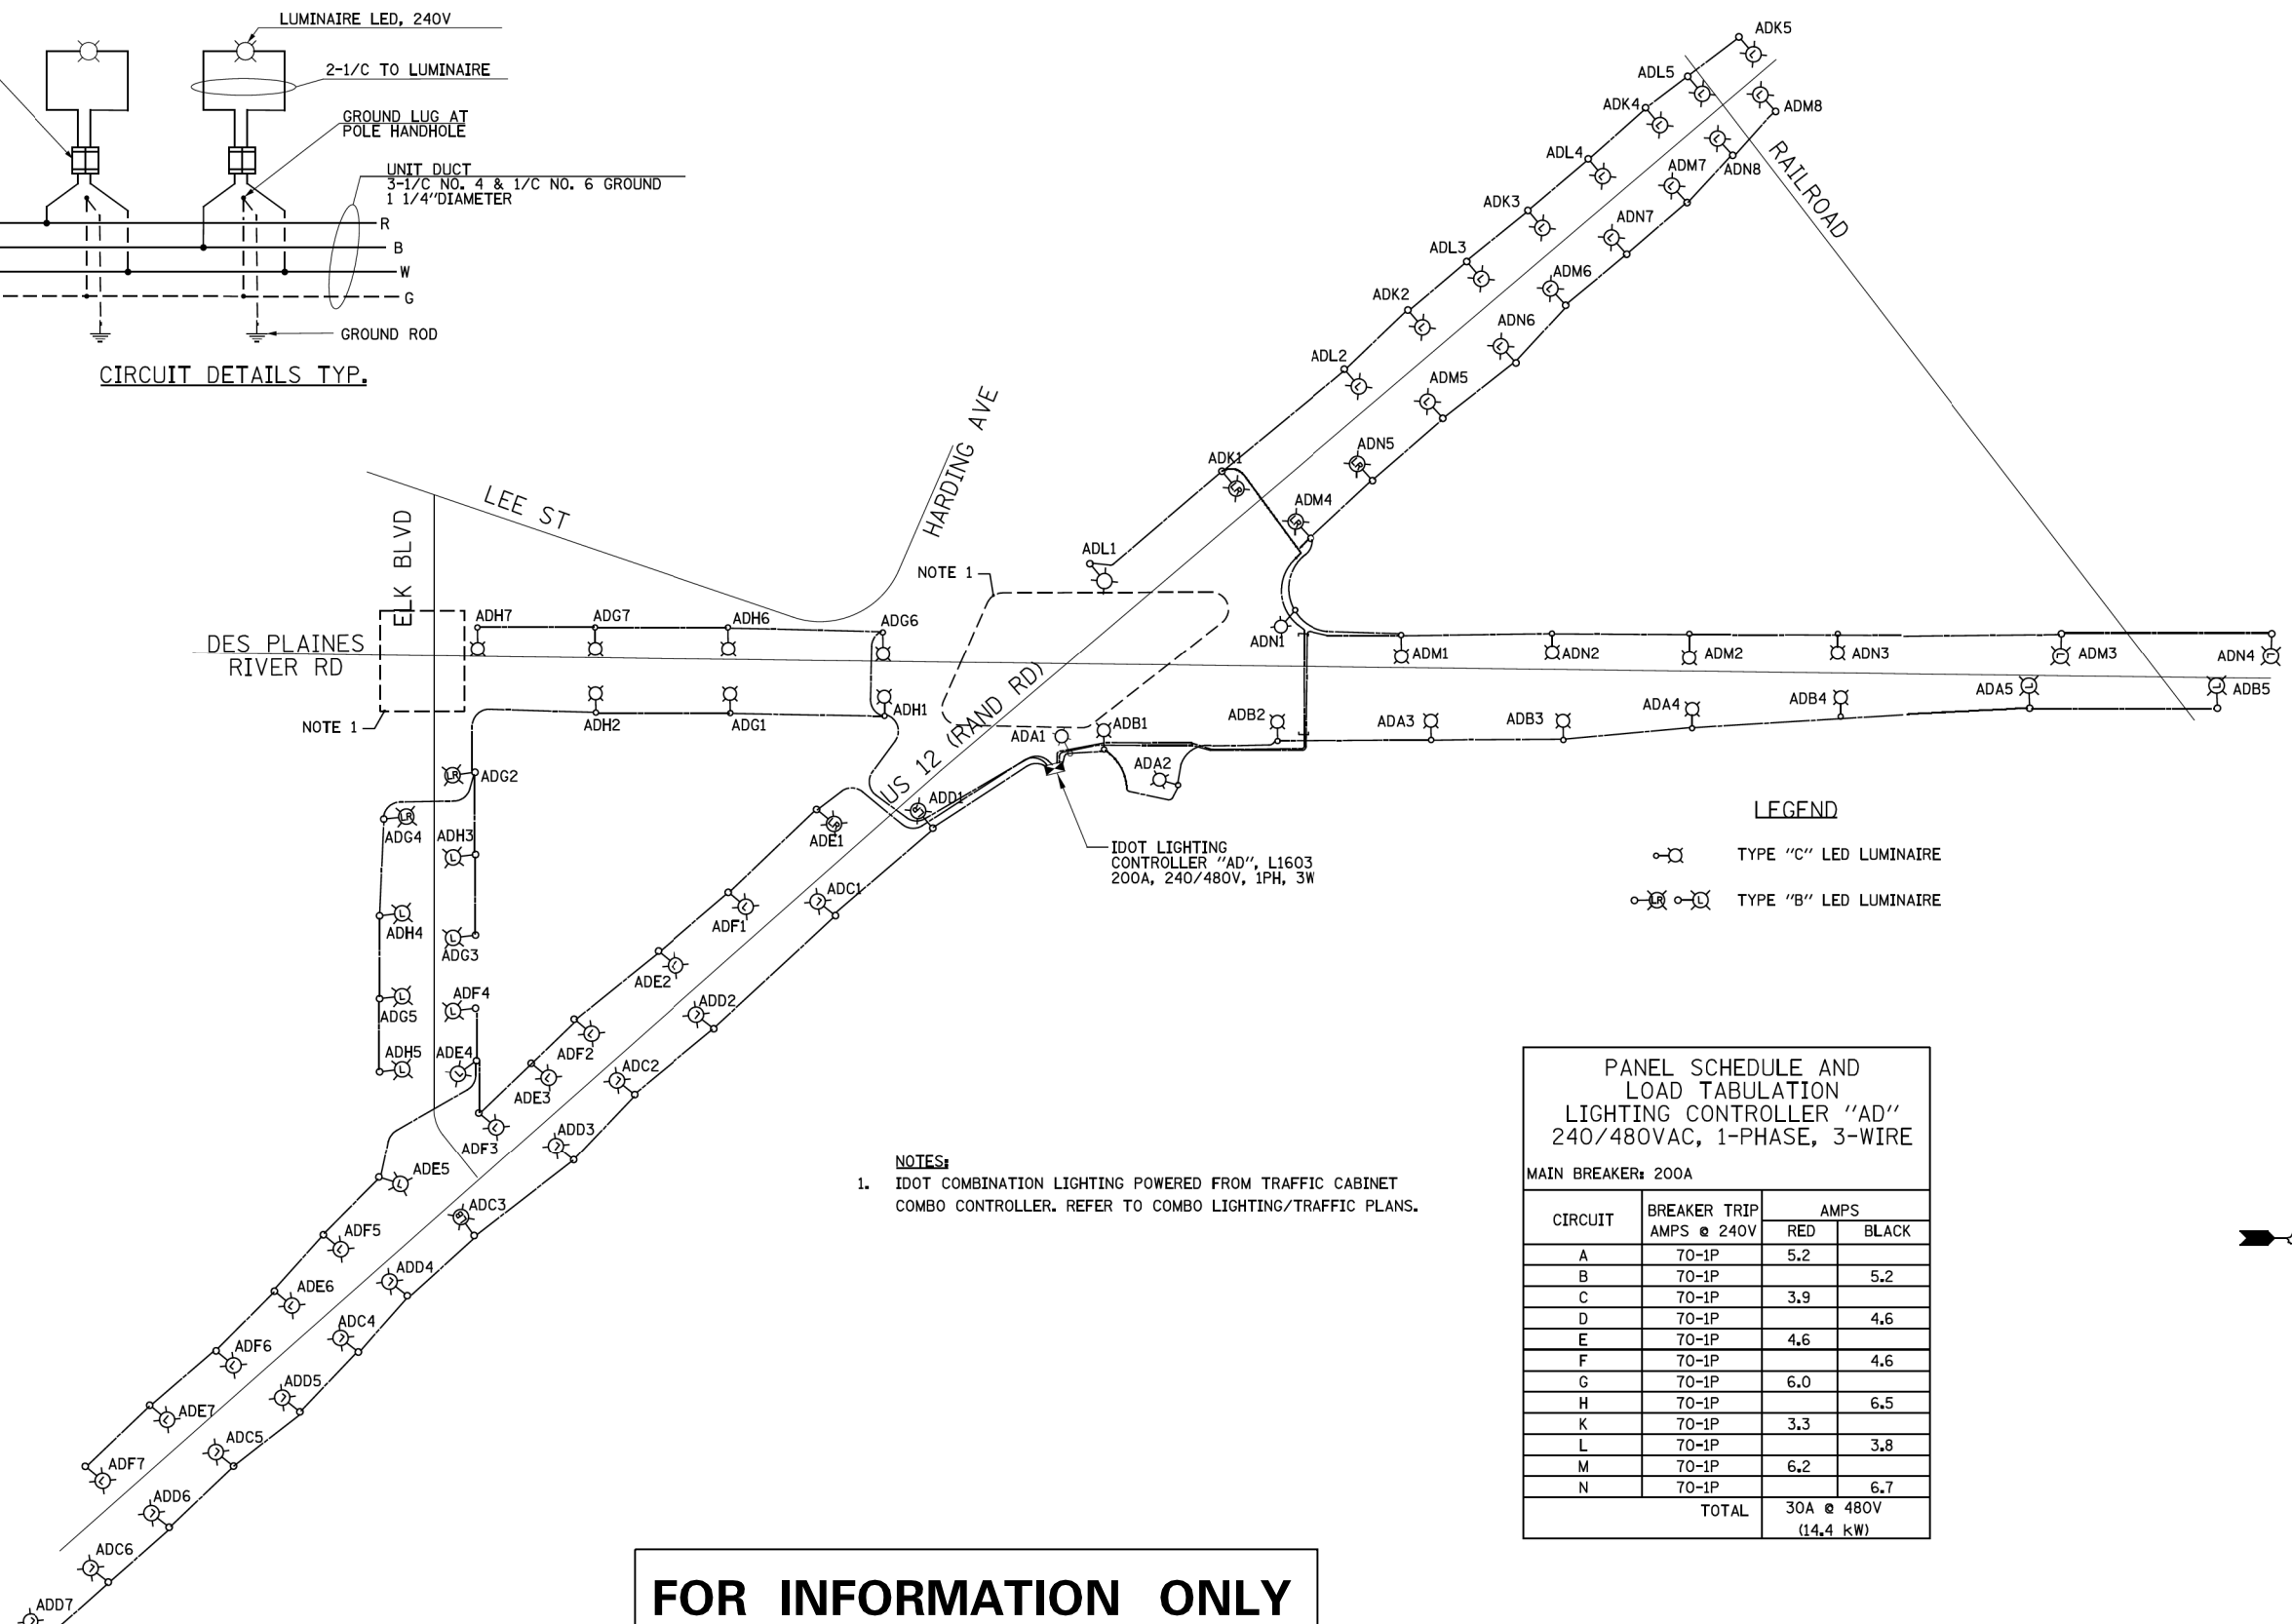 LUMINAIRE LED, 240V
2-1/C TO LUMINAIRE
GROUND LUG AT
POLE HANDHOLE
UNIT DUCT
3-1/C NO. 4 & 1/C NO. 6 GROUND
1 1/4"DIAMETER
R
B
W
G
GROUND ROD
CIRCUIT DETAILS TYP.
ADK5
ADL5
ADK4
ADM8
ADL4
ADM7
ADN8
RAILROAD
ADK3
ADN7
ADL3
ADM6
ADK2
ADN6
ADL2
ADM5
HARDING AVE
ADN5
ADK1
ADM4
LEE ST
ELK BLVD
ADL1
NOTE 1
DES PLAINES
RIVER RD
ADH7
ADG7
ADH6
ADG6
ADN1
ADM1
ADN2
ADM2
ADN3
ADM3
ADN4
NOTE 1
ADH2
ADG1
ADH1
US 12 (RAND RD)
ADA1
ADB1
ADB2
ADA3
ADB3
ADA4
ADB4
ADA5
ADB5
ADA2
ADG2
ADG4
ADH3
ADE1
ADD1
IDOT LIGHTING
CONTROLLER "AD", L1603
200A, 240/480V, 1PH, 3W
LEGEND
TYPE "C" LED LUMINAIRE
LR L TYPE "B" LED LUMINAIRE
ADC1
ADF1
ADH4
ADG3
ADE2
ADD2
ADF4
ADG5
ADH5
ADE4
ADF2
ADE3
ADC2
ADF3
ADD3
ADE5
ADC3
ADF5
ADD4
ADE6
ADC4
ADF6
ADD5
ADE7
ADC5
ADF7
ADD6
ADC6
ADD7
NOTES:
1. IDOT COMBINATION LIGHTING POWERED FROM TRAFFIC CABINET
COMBO CONTROLLER. REFER TO COMBO LIGHTING/TRAFFIC PLANS.
PANEL SCHEDULE AND
LOAD TABULATION
LIGHTING CONTROLLER "AD"
240/480VAC, 1-PHASE, 3-WIRE
MAIN BREAKER: 200A
CIRCUIT BREAKER TRIP AMPS @ 240V AMPS RED BLACK
A 70-1P 5.2
B 70-1P 5.2
C 70-1P 3.9
D 70-1P 4.6
E 70-1P 4.6
F 70-1P 4.6
G 70-1P 6.0
H 70-1P 6.5
K 70-1P 3.3
L 70-1P 3.8
M 70-1P 6.2
N 70-1P 6.7
TOTAL 30A @ 480V
(14.4 kW)
FOR INFORMATION ONLY